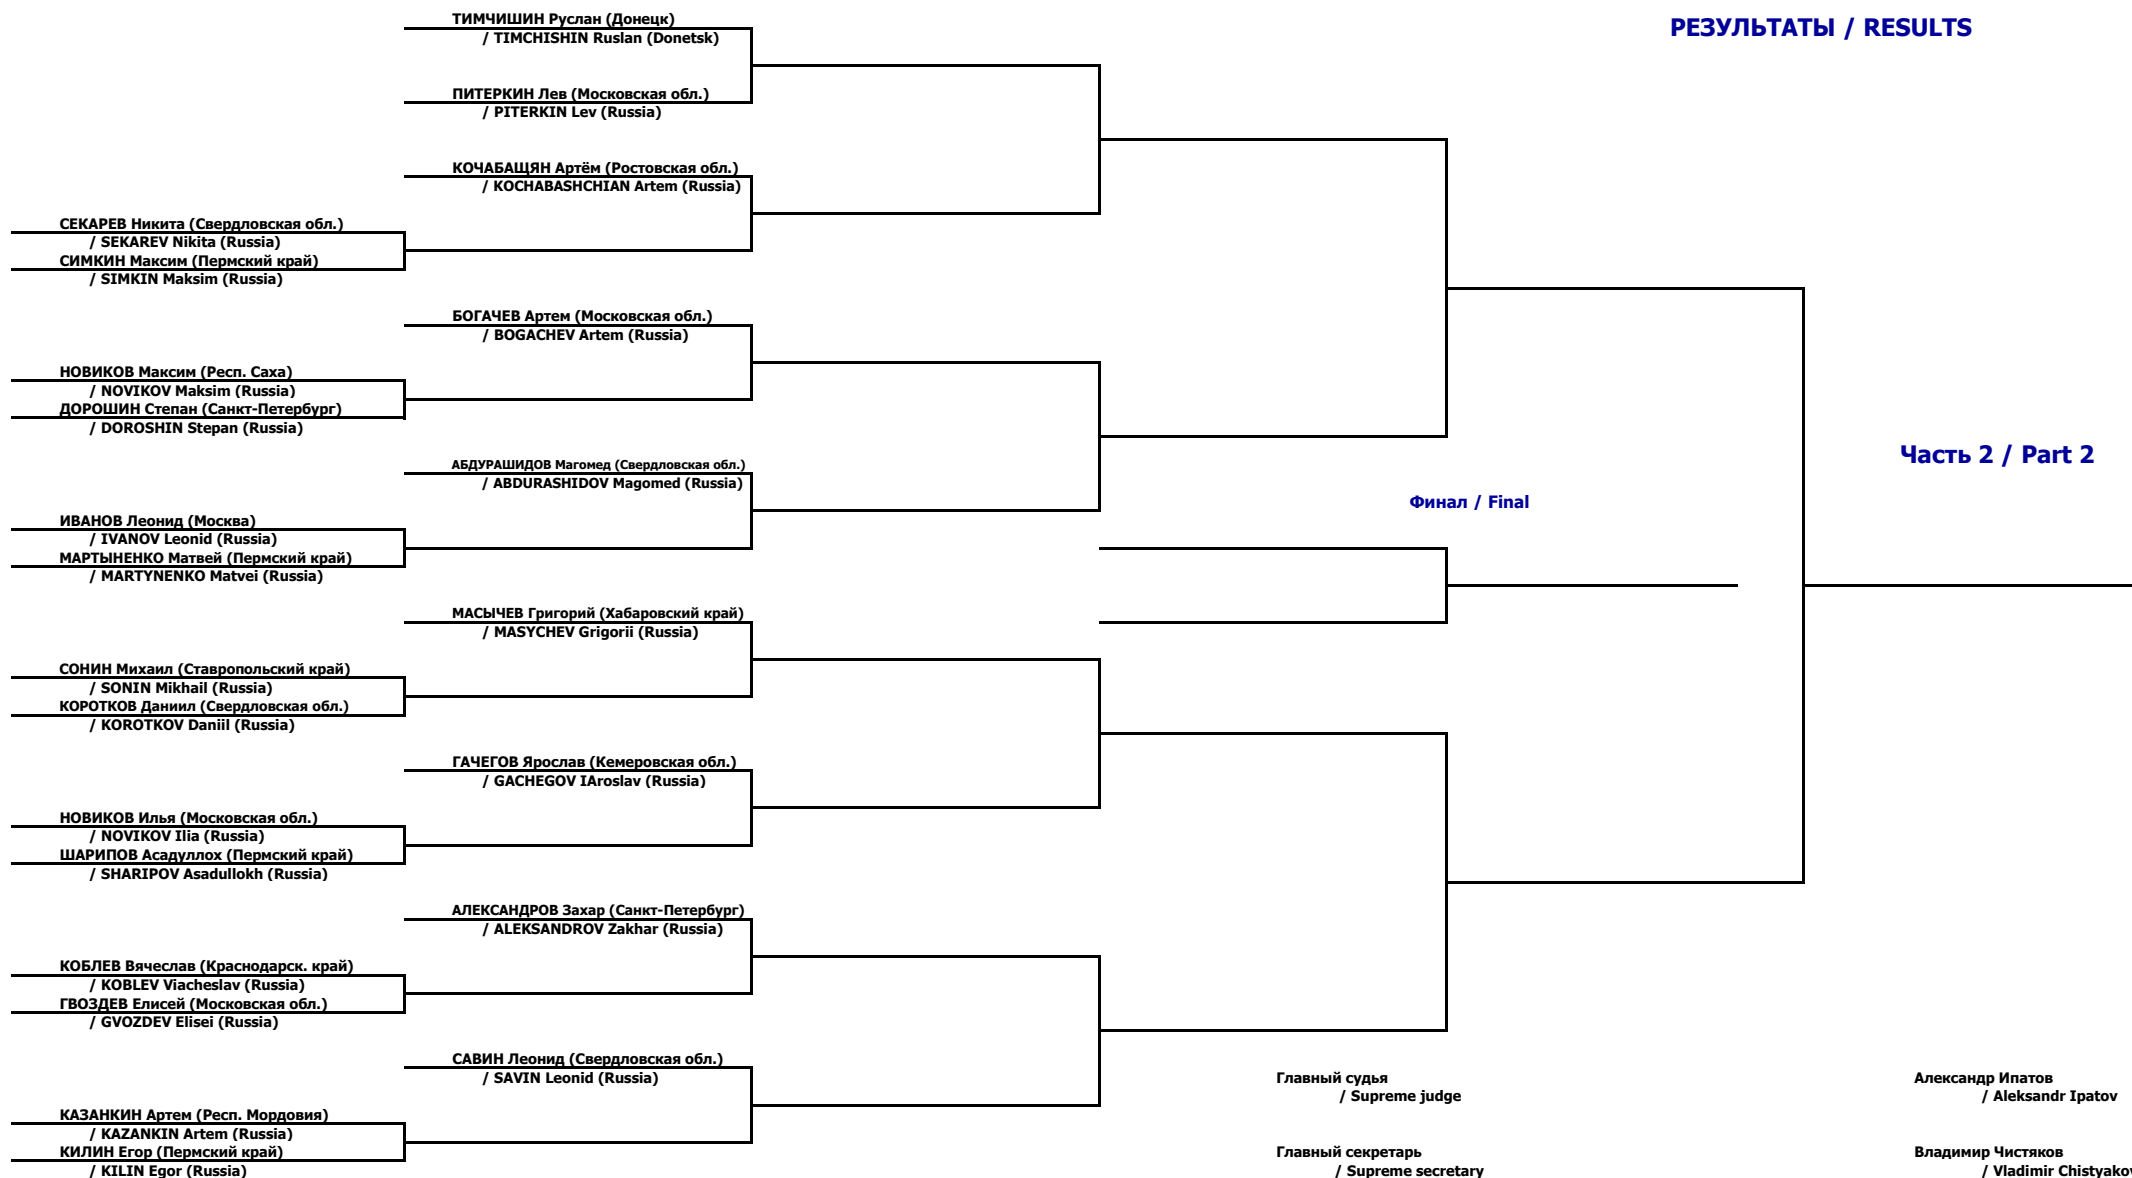 РЕЗУЛЬТАТЫ / RESULTS
ТИМЧИШИН Руслан (Донецк)
/ TIMCHISHIN Ruslan (Donetsk)
ПИТЕРКИН Лев (Московская обл.)
/ PITERKIN Lev (Russia)
КОЧАБАЩЯН Артём (Ростовская обл.)
/ KOCHABASHCHIAN Artem (Russia)
СЕКАРЕВ Никита (Свердловская обл.)
/ SEKAREV Nikita (Russia)
СИМКИН Максим (Пермский край)
/ SIMKIN Maksim (Russia)
БОГАЧЕВ Артем (Московская обл.)
/ BOGACHEV Artem (Russia)
НОВИКОВ Максим (Респ. Саха)
/ NOVIKOV Maksim (Russia)
ДОРОШИН Степан (Санкт-Петербург)
/ DOROSHIN Stepan (Russia)
Часть 2 / Part 2
АБДУРАШИДОВ Магомед (Свердловская обл.)
/ ABDURASHIDOV Magomed (Russia)
Финал / Final
ИВАНОВ Леонид (Москва)
/ IVANOV Leonid (Russia)
МАРТЫНЕНКО Матвей (Пермский край)
/ MARTYNENKO Matvei (Russia)
МАСЫЧЕВ Григорий (Хабаровский край)
/ MASYCHEV Grigorii (Russia)
СОНИН Михаил (Ставропольский край)
/ SONIN Mikhail (Russia)
КОРОТКОВ Даниил (Свердловская обл.)
/ KOROTKOV Daniil (Russia)
ГАЧЕГОВ Ярослав (Кемеровская обл.)
/ GACHEGOV IAroslav (Russia)
НОВИКОВ Илья (Московская обл.)
/ NOVIKOV Ilia (Russia)
ШАРИПОВ Асадуллох (Пермский край)
/ SHARIPOV Asadullokh (Russia)
АЛЕКСАНДРОВ Захар (Санкт-Петербург)
/ ALEKSANDROV Zakhar (Russia)
КОБЛЕВ Вячеслав (Краснодарск. край)
/ KOBLEV Viacheslav (Russia)
ГВОЗДЕВ Елисей (Московская обл.)
/ GVOZDEV Elisei (Russia)
САВИН Леонид (Свердловская обл.)
/ SAVIN Leonid (Russia)
Главный судья
/ Supreme judge
Александр Ипатов
/ Aleksandr Ipatov
КАЗАНКИН Артем (Респ. Мордовия)
/ KAZANKIN Artem (Russia)
КИЛИН Егор (Пермский край)
/ KILIN Egor (Russia)
Главный секретарь
/ Supreme secretary
Владимир Чистяков
/ Vladimir Chistyakov